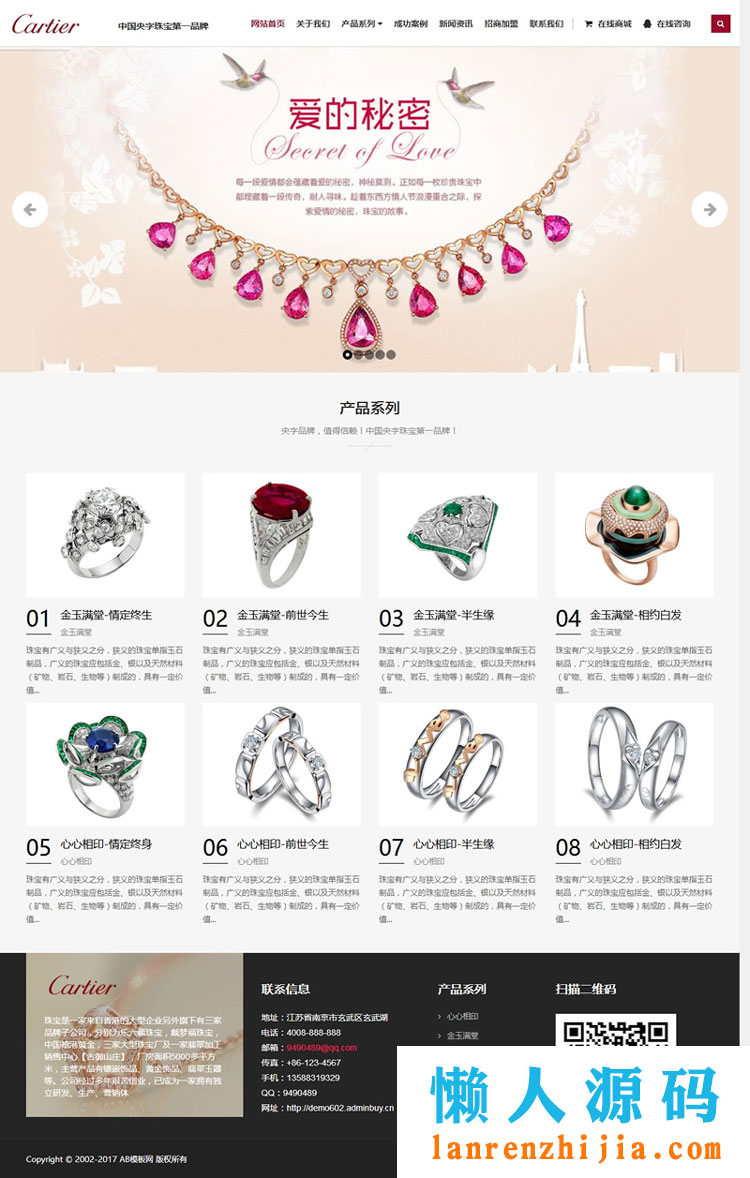 Cartier
中国央字珠宝第一品牌
网站首页 关于我们 产品系列 成功案例 新闻资讯 招商加盟 联系我们 在线商城 在线咨询
爱的秘密
Secret of Love
每一段爱情都会蕴藏着爱的秘密，神秘莫测。正如每一枚珍贵珠宝中
都埋藏着一段传奇，耐人寻味。趁着东西方情人节浪漫重合之际，探
索爱情的秘密，珠宝的故事。
产品系列
央字品牌，值得信赖！中国央字珠宝第一品牌！
01 金玉满堂-情定终生
金玉满堂
珠宝有广义与狭义之分，狭义的珠宝单指玉石
制品，广义的珠宝应包括金、银以及天然材料
（矿物、岩石、生物等）制成的，具有一定价
值...
02 金玉满堂-前世今生
金玉满堂
珠宝有广义与狭义之分，狭义的珠宝单指玉石
制品，广义的珠宝应包括金、银以及天然材料
（矿物、岩石、生物等）制成的，具有一定价
值...
03 金玉满堂-半生缘
金玉满堂
珠宝有广义与狭义之分，狭义的珠宝单指玉石
制品，广义的珠宝应包括金、银以及天然材料
（矿物、岩石、生物等）制成的，具有一定价
值...
04 金玉满堂-相约白发
金玉满堂
珠宝有广义与狭义之分，狭义的珠宝单指玉石
制品，广义的珠宝应包括金、银以及天然材料
（矿物、岩石、生物等）制成的，具有一定价
值...
05 心心相印-情定终身
心心相印
珠宝有广义与狭义之分，狭义的珠宝单指玉石
制品，广义的珠宝应包括金、银以及天然材料
（矿物、岩石、生物等）制成的，具有一定价
值...
06 心心相印-前世今生
心心相印
珠宝有广义与狭义之分，狭义的珠宝单指玉石
制品，广义的珠宝应包括金、银以及天然材料
（矿物、岩石、生物等）制成的，具有一定价
值...
07 心心相印-半生缘
心心相印
珠宝有广义与狭义之分，狭义的珠宝单指玉石
制品，广义的珠宝应包括金、银以及天然材料
（矿物、岩石、生物等）制成的，具有一定价
值...
08 心心相印-相约白发
心心相印
珠宝有广义与狭义之分，狭义的珠宝单指玉石
制品，广义的珠宝应包括金、银以及天然材料
（矿物、岩石、生物等）制成的，具有一定价
值...
Cartier
珠宝是一家来自香港的大型企业另外旗下有三家
品牌子公司，分别为乐六福珠宝，戴梦福珠宝，
中国裕港黄金，三家大型珠宝厂及一家翡翠加工
销售中心【古御山庄】，厂房面积5000多平方
米，主营产品有镶嵌饰品、黄金饰品、翡翠玉器
等。公司经过多年艰苦创业，已成为一家拥有独
立研发、生产、营销体
联系信息
地址：江苏省南京市玄武区玄武湖
电话：4008-888-888
邮箱：9490489@qq.com
传真：+86-123-4567
手机：13588319329
QQ：9490489
网址：http://demo602.adminbuy.cn
产品系列
心心相印
金玉满堂
扫描二维码
懒人源码
lanrenzhijia.com
Copyright © 2002-2017 AB模板网 版权所有